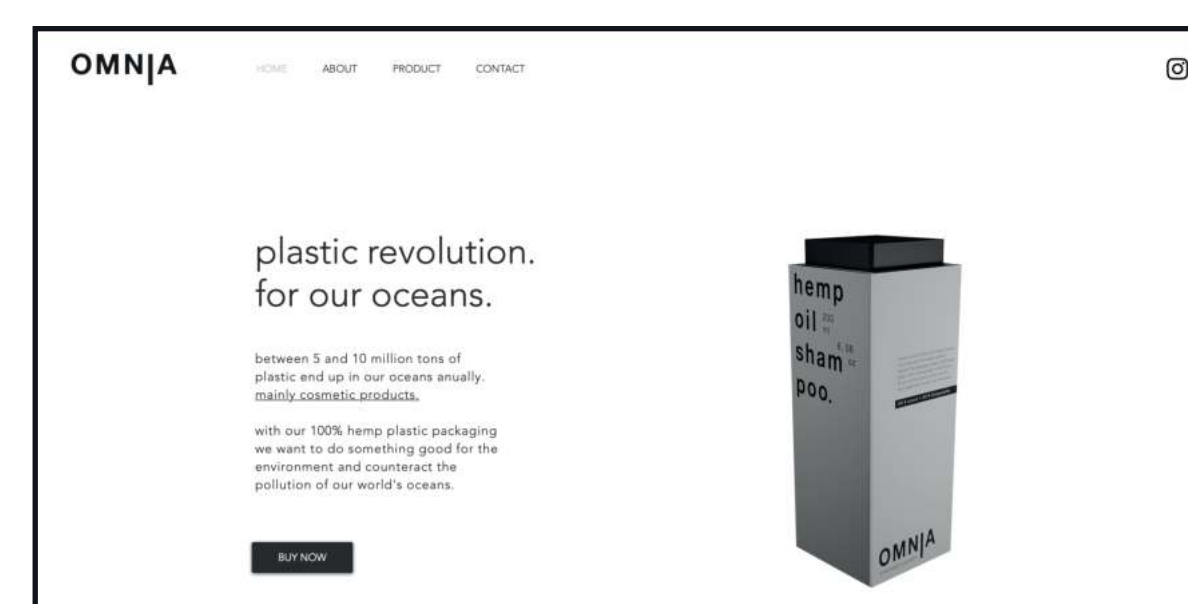 OMNIA
HOME ABOUT PRODUCT CONTACT
plastic revolution.
for our oceans.
between 5 and 10 million tons of
plastic end up in our oceans anually.
mainly cosmetic products.
with our 100% hemp plastic packaging
we want to do something good for the
environment and counteract the
pollution of our world's oceans.
BUY NOW
hemp
oil
sham
poo.
OMNIA